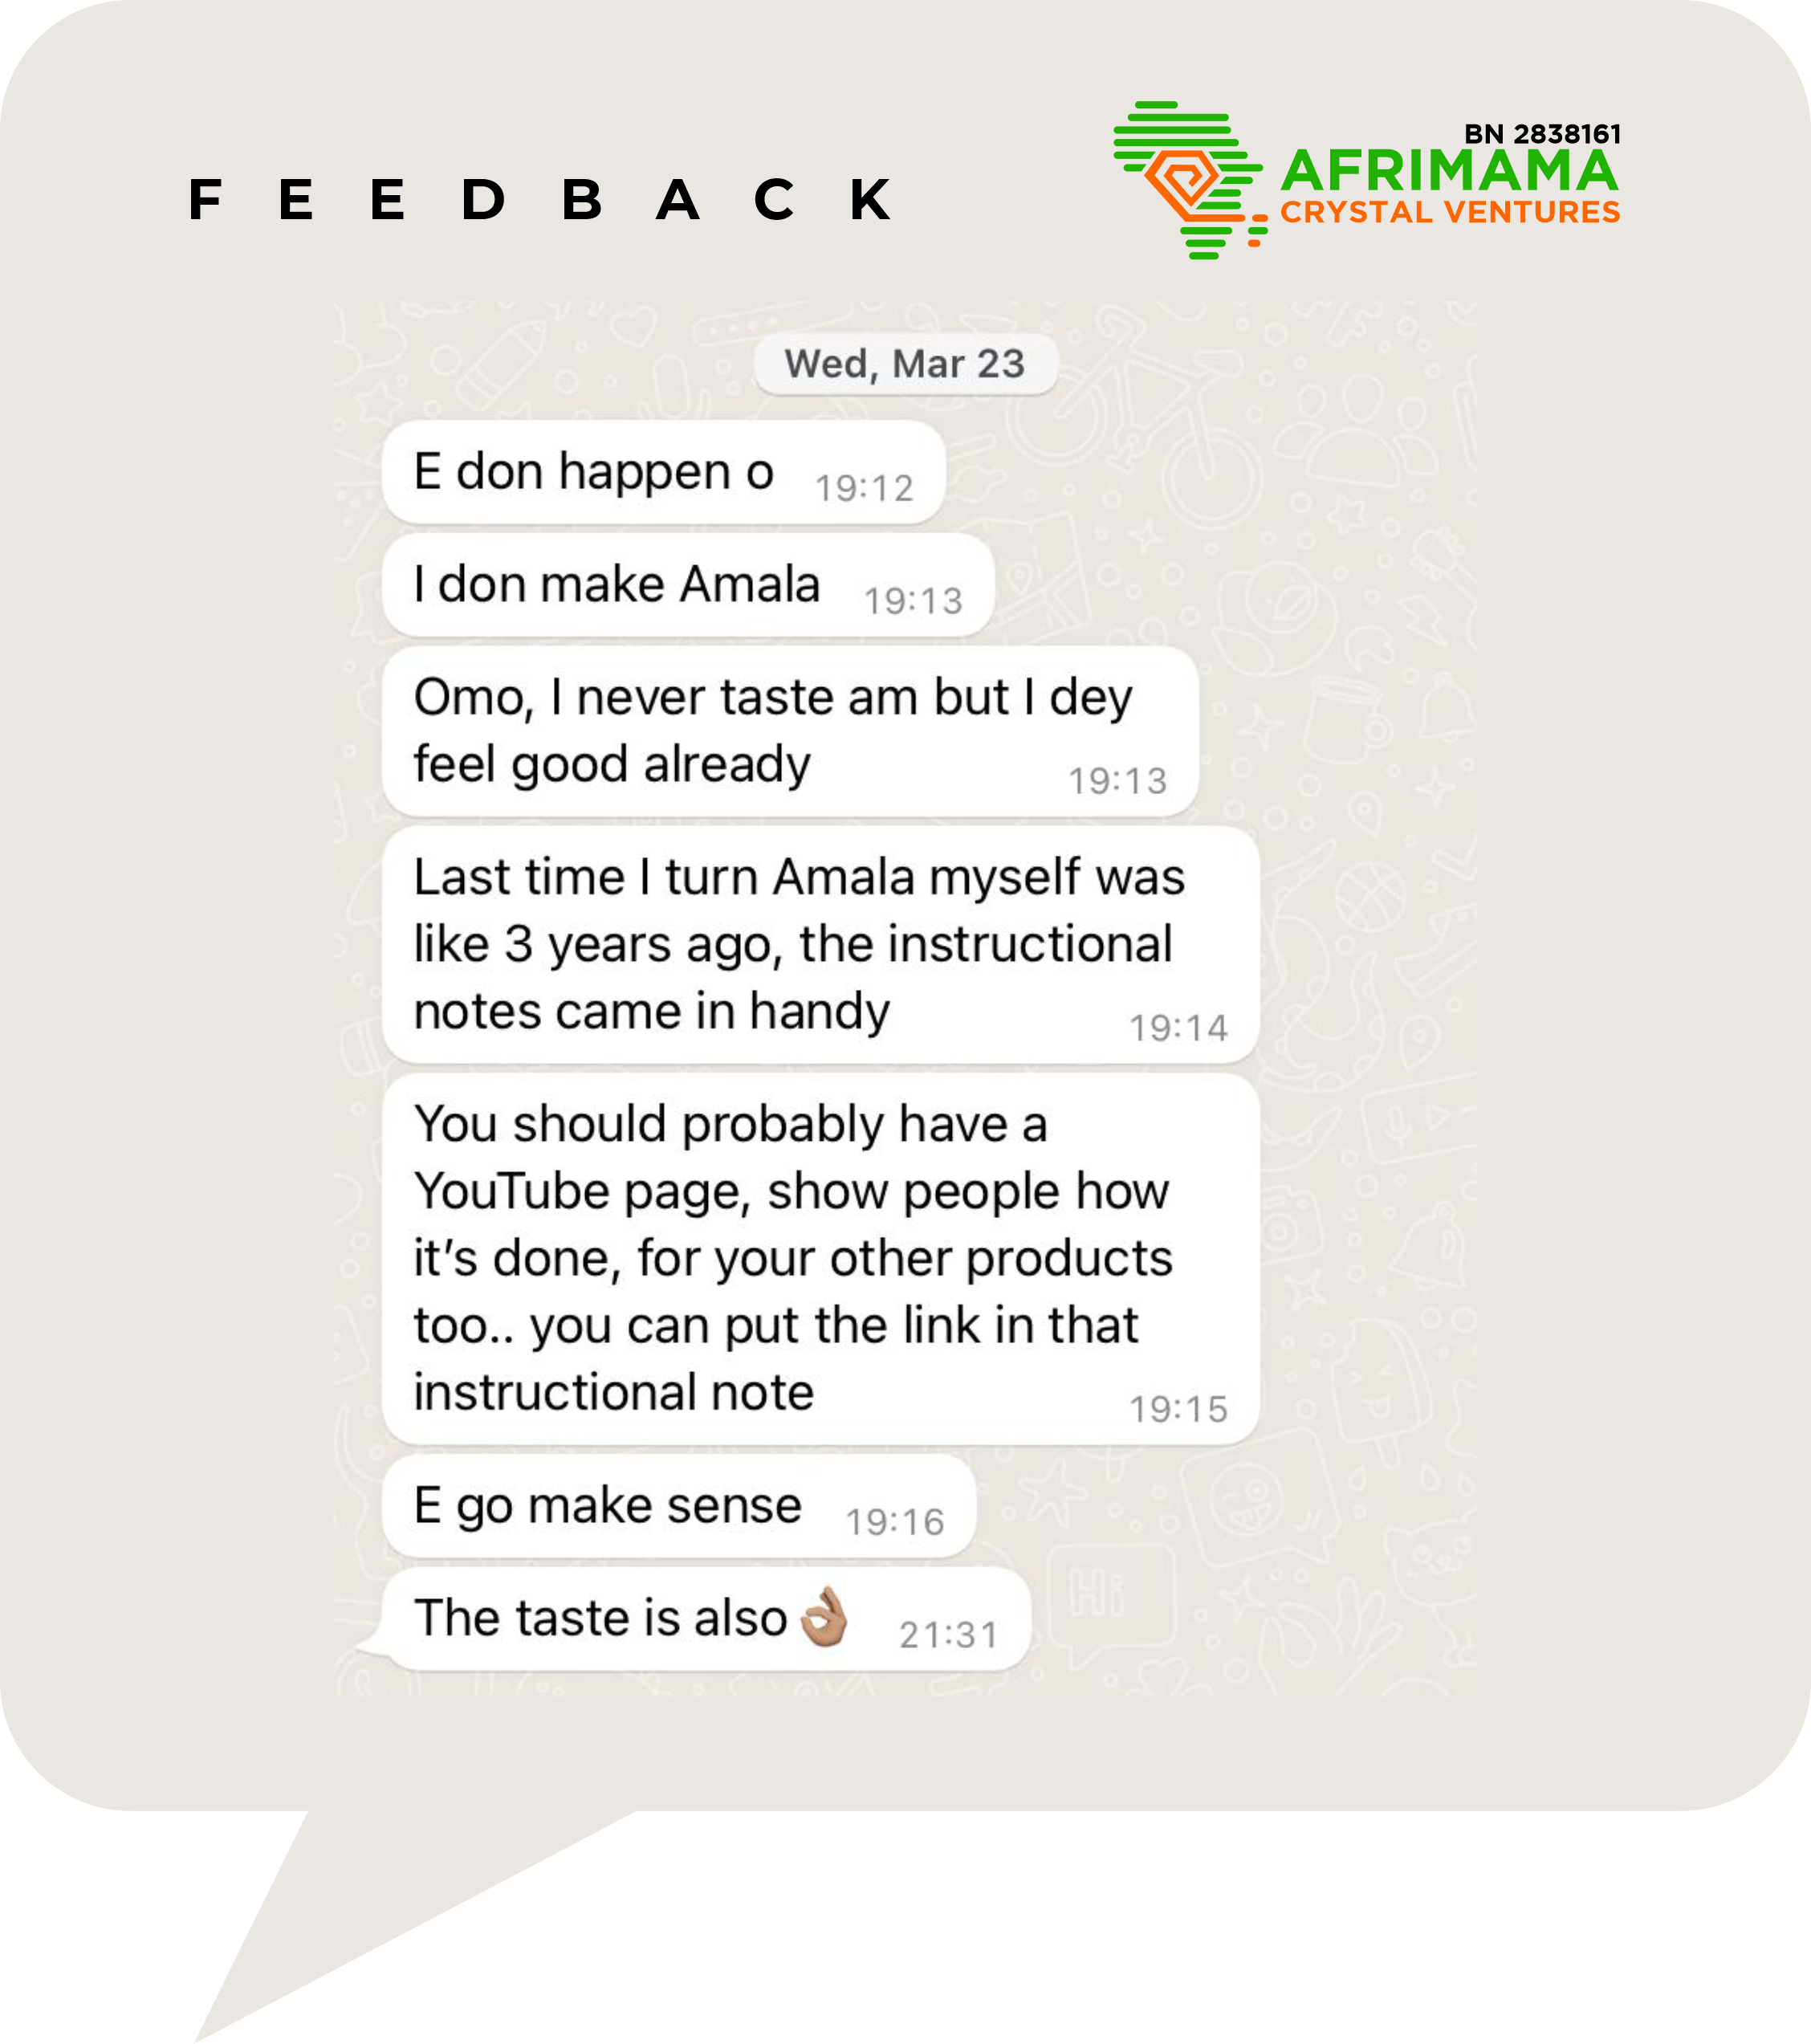 FEEDBACK
BN 2838161
AFRIMAMA
CRYSTAL VENTURES
Wed, Mar 23
E don happen o 19:12
I don make Amala 19:13
Omo, I never taste am but I dey
feel good already 19:13
Last time I turn Amala myself was
like 3 years ago, the instructional
notes came in handy 19:14
You should probably have a
YouTube page, show people how
it’s done, for your other products
too.. you can put the link in that
instructional note 19:15
E go make sense 19:16
The taste is also👌🏽 21:31
Hi